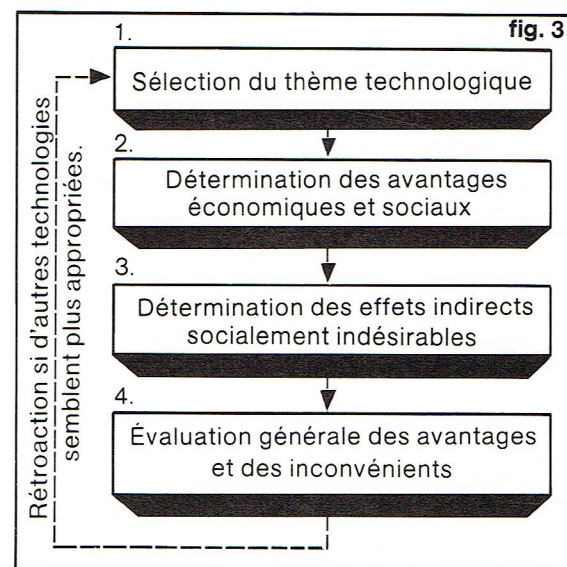 fig. 3
1.
Sélection du thème technologique
2.
Détermination des avantages
économiques et sociaux
3.
Détermination des effets indirects
socialement indésirables
4.
Évaluation générale des avantages
et des inconvénients
Rétroaction si d'autres technologies
semblent plus appropriées.